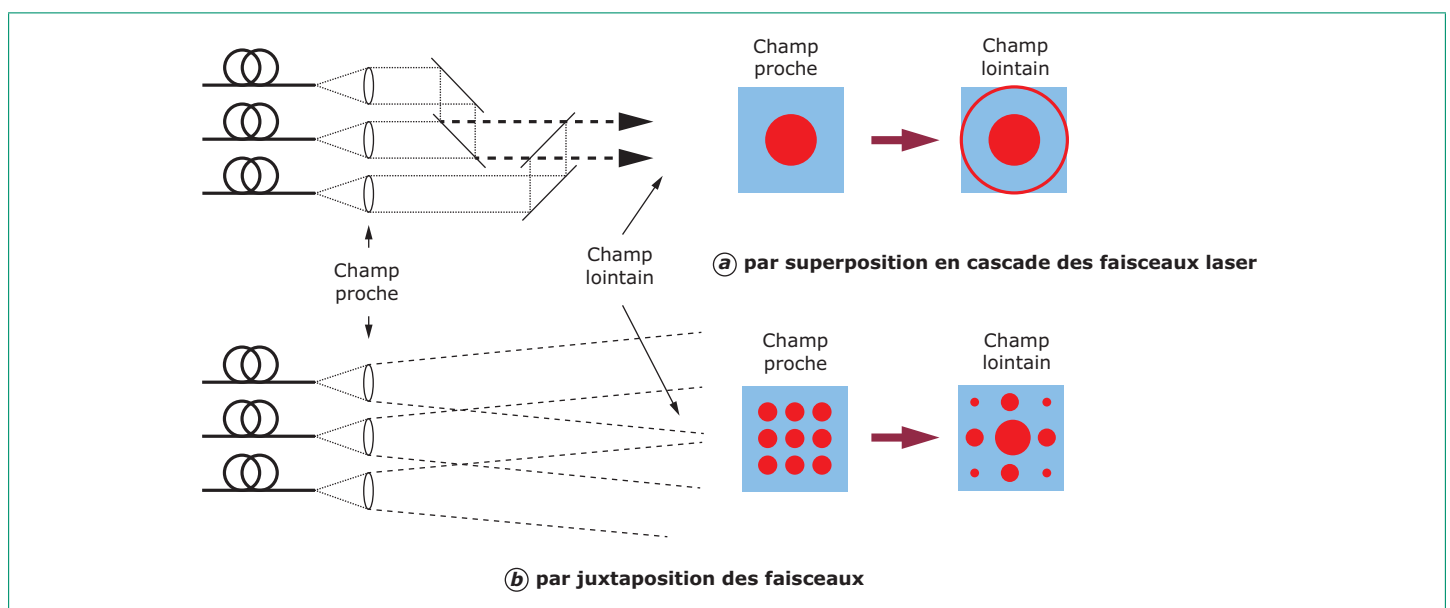 Champ
proche
Champ
lointain
Champ
proche
Champ
lointain
a par superposition en cascade des faisceaux laser
Champ
proche
Champ
lointain
b par juxtaposition des faisceaux